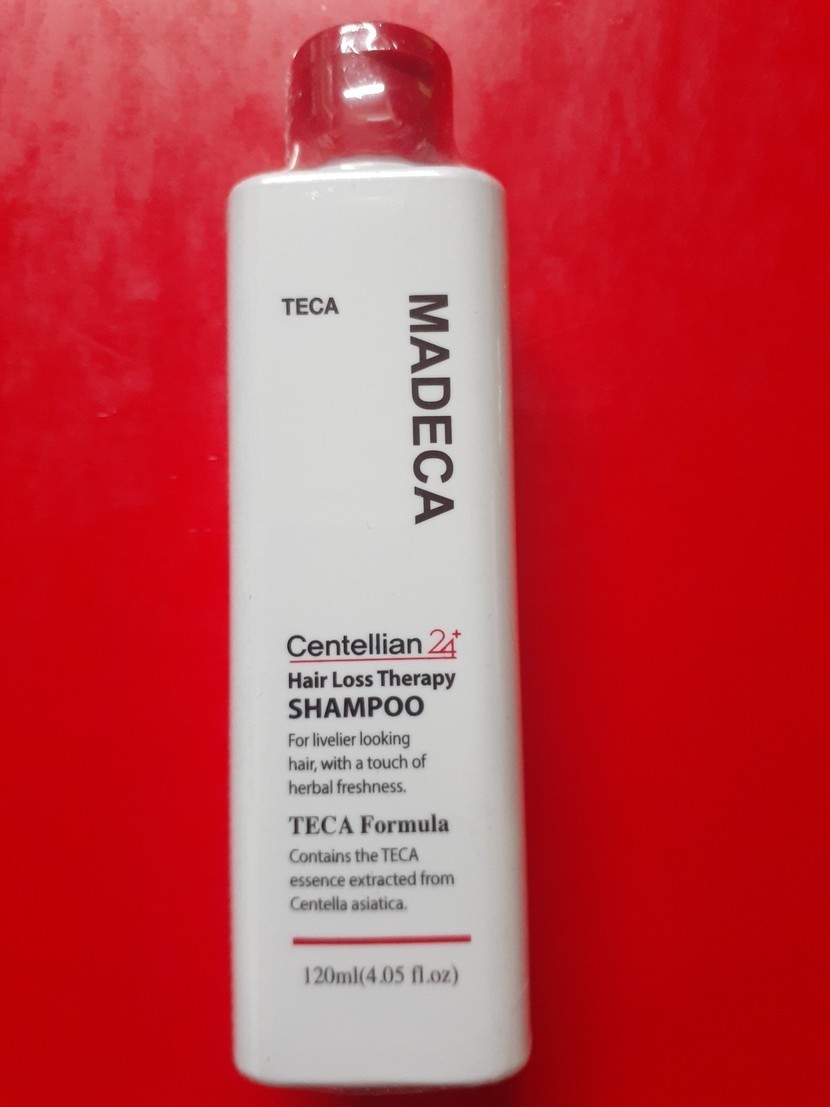 TECA
MADECA
Centellian 24+
Hair Loss Therapy
SHAMPOO
For livelier looking
hair, with a touch of
herbal freshness.
TECA Formula
Contains the TECA
essence extracted from
Centella asiatica.
120ml(4.05 fl.oz)